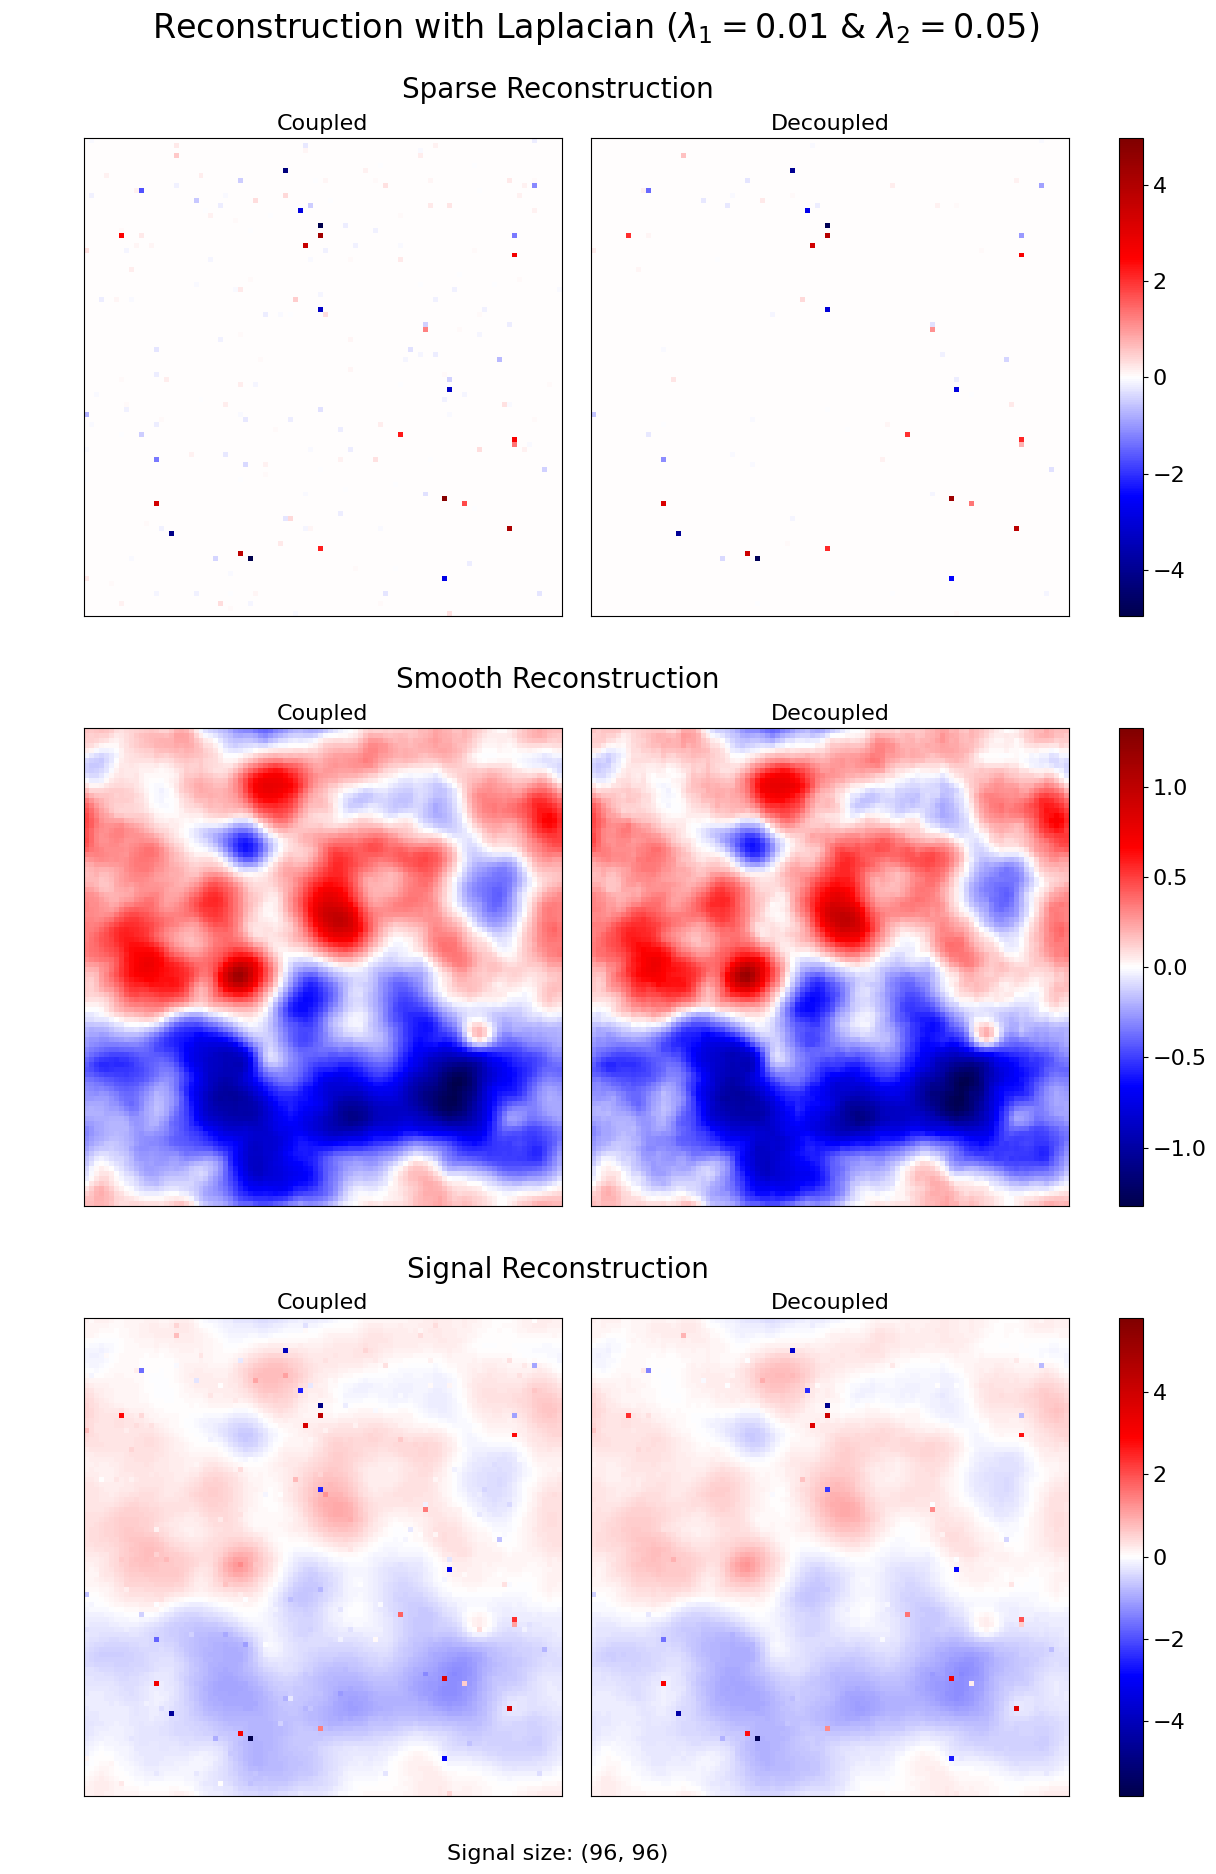 Reconstruction with Laplacian (λ₁ = 0.01 & λ₂ = 0.05)
Sparse Reconstruction
Coupled
Decoupled
4
2
0
−2
−4
Smooth Reconstruction
Coupled
Decoupled
1.0
0.5
0.0
−0.5
−1.0
Signal Reconstruction
Coupled
Decoupled
4
2
0
−2
−4
Signal size: (96, 96)